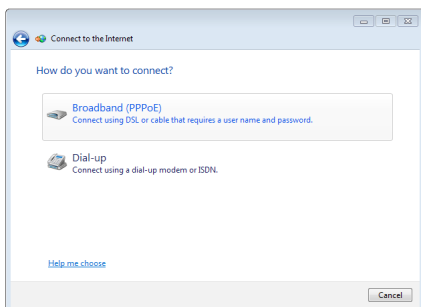 Connect to the Internet
How do you want to connect?
Broadband (PPPoE)
Connect using DSL or cable that requires a user name and password.
Dial-up
Connect using a dial-up modem or ISDN.
Help me choose
Cancel